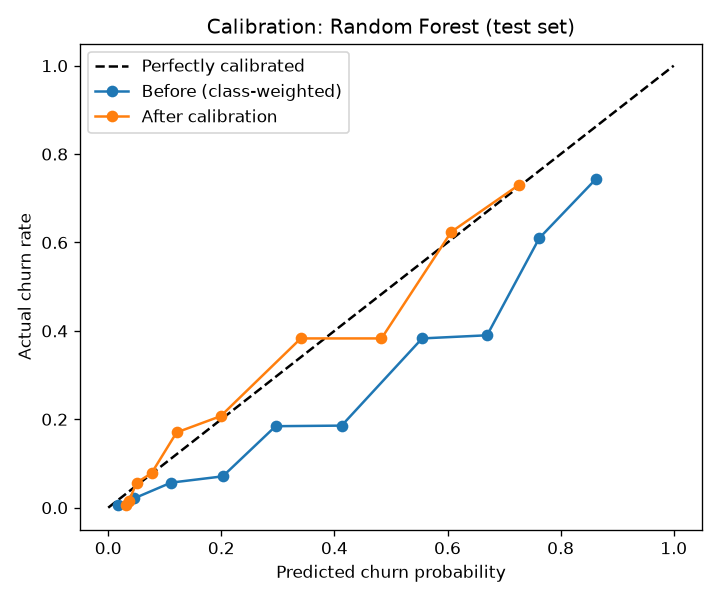 Calibration: Random Forest (test set)
Perfectly calibrated
Before (class-weighted)
After calibration
1.0
0.8
0.6
0.4
0.2
0.0
Actual churn rate
0.0 0.2 0.4 0.6 0.8 1.0
Predicted churn probability